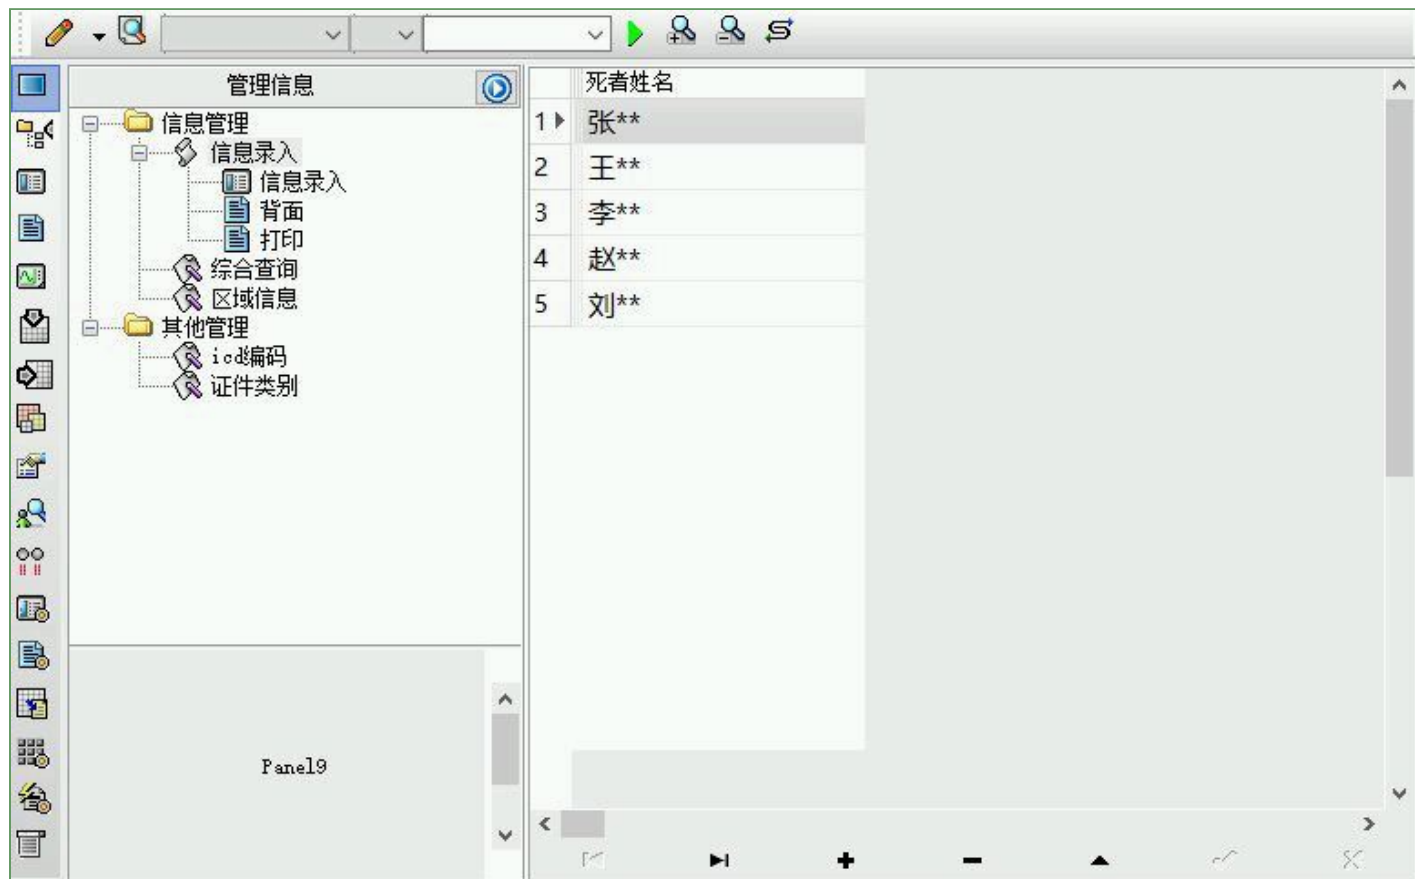 管理信息
信息管理
信息录入
信息录入
背面
打印
综合查询
区域信息
其他管理
icd编码
证件类别
Panel9
死者姓名
1 张**
2 王**
3 李**
4 赵**
5 刘**